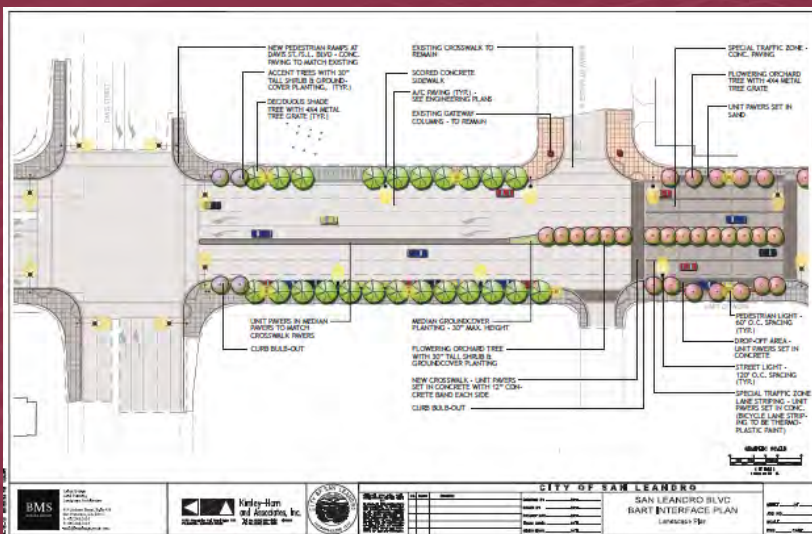 NEW PEDESTRIAN RAMPS AT
DAVIS ST./S.L. BLVD - CONC.
PAVING TO MATCH EXISTING
ACCENT TREES WITH 30"
TALL SHRUB & GROUND-
COVER PLANTING, (TYP.)
DECIDUOUS SHADE
TREE WITH 4X4 METAL
TREE GRATE (TYP.)
EXISTING CROSSWALK TO
REMAIN
SCORED CONCRETE
SIDEWALK
A/C PAVING (TYP.) -
SEE ENGINEERING PLANS
EXISTING GATEWAY
COLUMNS - TO REMAIN
SPECIAL TRAFFIC ZONE -
CONC. PAVING
FLOWERING ORCHARD
TREE WITH 4X4 METAL
TREE GRATE
UNIT PAVERS SET IN
SAND
UNIT PAVERS IN MEDIAN
PAVERS TO MATCH
CROSSWALK PAVERS
CURB BULB-OUT
MEDIAN GROUNDCOVER
PLANTING - 30" MAX. HEIGHT
FLOWERING ORCHARD TREE
WITH 30" TALL SHRUB &
GROUNDCOVER PLANTING
NEW CROSSWALK - UNIT PAVERS
SET IN CONCRETE WITH 12" CON-
CRETE BAND EACH SIDE
CURB BULB-OUT
PEDESTRIAN LIGHT -
60' O.C. SPACING
(TYP.)
DROP-OFF AREA -
UNIT PAVERS SET IN
CONCRETE
STREET LIGHT -
120' O.C. SPACING
(TYP.)
SPECIAL TRAFFIC ZONE
LANE STRIPING - UNIT
PAVERS SET IN CONC.
(BICYCLE LANE STRIP-
ING TO BE THERMO-
PLASTIC PAINT)
GRAPHIC SCALE
BMS
Kimley-Horn
and Associates, Inc.
CITY OF SAN LEANDRO
CITY OF SAN LEANDRO
SAN LEANDRO BLVD
BART INTERFACE PLAN
Landscape Plan